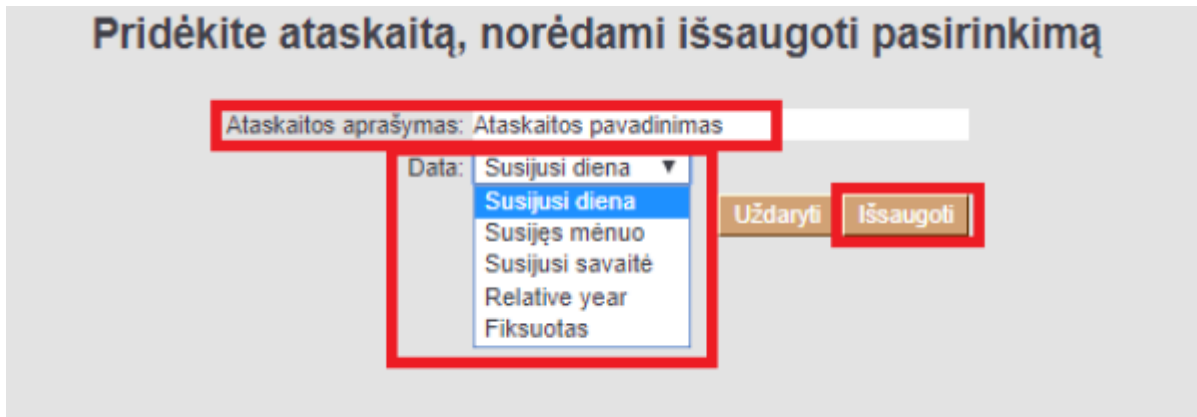 Pridėkite ataskaitą, norėdami išsaugoti pasirinkimą
Ataskaitos aprašymas: Ataskaitos pavadinimas
Data: Susijusi diena ▼
Susijusi diena
Uždaryti Išsaugoti
Susijęs mėnuo
Susijusi savaitė
Relative year
Fiksuotas